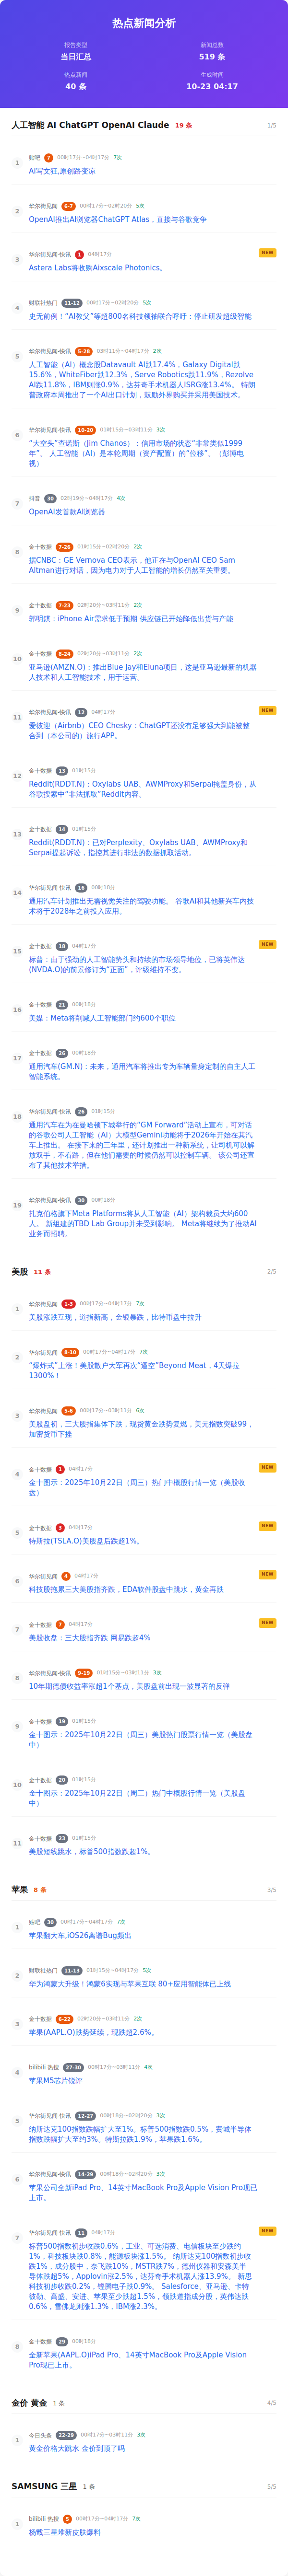 热点新闻分析
报告类型
新闻总数
当日汇总
519 条
热点新闻
生成时间
40 条
10-23 04:17
人工智能 AI ChatGPT OpenAI Claude 19 条 1/5
1
贴吧 7 00时17分~04时17分 7次
AI写文狂,原创路变凉
2
华尔街见闻 6-7 00时17分~02时20分 5次
OpenAI推出AI浏览器ChatGPT Atlas，直接与谷歌竞争
3
华尔街见闻-快讯 1 04时17分 NEW
Astera Labs将收购Aixscale Photonics。
4
财联社热门 11-12 00时17分~02时20分 5次
史无前例！“AI教父”等超800名科技领袖联合呼吁：停止研发超级智能
5
华尔街见闻-快讯 5-28 03时11分~04时17分 2次
人工智能（AI）概念股Datavault AI跌17.4%，Galaxy Digital跌
15.6%，WhiteFiber跌12.3%，Serve Robotics跌11.9%，Rezolve
AI跌11.8%，IBM则涨0.9%，达芬奇手术机器人ISRG涨13.4%。 特朗
普政府本周推出了一个AI出口计划，鼓励外界购买并采用美国技术。
6
华尔街见闻-快讯 10-20 01时15分~03时11分 3次
“大空头”查诺斯（Jim Chanos）：信用市场的状态“非常类似1999
年”。 人工智能（AI）是本轮周期（资产配置）的“位移”。（彭博电
视）
7
抖音 30 02时19分~04时17分 4次
OpenAI发首款AI浏览器
8
金十数据 7-26 01时15分~02时20分 2次
据CNBC：GE Vernova CEO表示，他正在与OpenAI CEO Sam
Altman进行对话，因为电力对于人工智能的增长仍然至关重要。
9
金十数据 7-23 02时20分~03时11分 2次
郭明錤：iPhone Air需求低于预期 供应链已开始降低出货与产能
10
金十数据 8-24 02时20分~03时11分 2次
亚马逊(AMZN.O)：推出Blue Jay和Eluna项目，这是亚马逊最新的机器
人技术和人工智能技术，用于运营。
11
华尔街见闻-快讯 12 04时17分 NEW
爱彼迎（Airbnb）CEO Chesky：ChatGPT还没有足够强大到能被整
合到（本公司的）旅行APP。
12
金十数据 13 01时15分
Reddit(RDDT.N)：Oxylabs UAB、AWMProxy和Serpai掩盖身份，从
谷歌搜索中“非法抓取”Reddit内容。
13
金十数据 14 01时15分
Reddit(RDDT.N)：已对Perplexity、Oxylabs UAB、AWMProxy和
Serpai提起诉讼，指控其进行非法的数据抓取活动。
14
华尔街见闻-快讯 16 00时18分
通用汽车计划推出无需视觉关注的驾驶功能。 谷歌AI和其他新兴车内技
术将于2028年之前投入应用。
15
金十数据 18 04时17分 NEW
标普：由于强劲的人工智能势头和持续的市场领导地位，已将英伟达
(NVDA.O)的前景修订为“正面”，评级维持不变。
16
金十数据 21 00时18分
美媒：Meta将削减人工智能部门约600个职位
17
金十数据 26 00时18分
通用汽车(GM.N)：未来，通用汽车将推出专为车辆量身定制的自主人工
智能系统。
18
华尔街见闻-快讯 26 01时15分
通用汽车在为在曼哈顿下城举行的“GM Forward”活动上宣布，可对话
的谷歌公司人工智能（AI）大模型Gemini功能将于2026年开始在其汽
车上推出。 在接下来的三年里，还计划推出一种新系统，让司机可以解
放双手，不看路，但在他们需要的时候仍然可以控制车辆。 该公司还宣
布了其他技术举措。
19
华尔街见闻-快讯 30 00时18分
扎克伯格旗下Meta Platforms将从人工智能（AI）架构裁员大约600
人。 新组建的TBD Lab Group并未受到影响。 Meta将继续为了推动AI
业务而招聘。
美股 11 条 2/5
1
华尔街见闻 1-3 00时17分~04时17分 7次
美股涨跌互现，道指新高，金银暴跌，比特币盘中拉升
2
华尔街见闻 8-10 00时17分~04时17分 7次
“爆炸式”上涨！美股散户大军再次“逼空”Beyond Meat，4天爆拉
1300%！
3
华尔街见闻 5-6 00时17分~03时11分 6次
美股盘初，三大股指集体下跌，现货黄金跌势复燃，美元指数突破99，
加密货币下挫
4
金十数据 1 04时17分 NEW
金十图示：2025年10月22日（周三）热门中概股行情一览（美股收
盘）
5
金十数据 3 04时17分 NEW
特斯拉(TSLA.O)美股盘后跌超1%。
6
华尔街见闻 4 04时17分 NEW
科技股拖累三大美股指齐跌，EDA软件股盘中跳水，黄金再跌
7
金十数据 7 04时17分 NEW
美股收盘：三大股指齐跌 网易跌超4%
8
华尔街见闻-快讯 9-19 01时15分~03时11分 3次
10年期德债收益率涨超1个基点，美股盘前出现一波显著的反弹
9
金十数据 19 01时15分
金十图示：2025年10月22日（周三）美股热门股票行情一览（美股盘
中）
10
金十数据 20 01时15分
金十图示：2025年10月22日（周三）热门中概股行情一览（美股盘
中）
11
金十数据 23 01时15分
美股短线跳水，标普500指数跌超1%。
苹果 8 条 3/5
1
贴吧 30 00时17分~04时17分 7次
苹果翻大车,iOS26离谱Bug频出
2
财联社热门 11-13 01时15分~04时17分 5次
华为鸿蒙大升级！鸿蒙6实现与苹果互联 80+应用智能体已上线
3
金十数据 6-22 02时20分~03时11分 2次
苹果(AAPL.O)跌势延续，现跌超2.6%。
4
bilibili 热搜 27-30 00时17分~03时11分 4次
苹果M5芯片锐评
5
华尔街见闻-快讯 12-27 00时18分~02时20分 3次
纳斯达克100指数跌幅扩大至1%。标普500指数跌0.5%，费城半导体
指数跌幅扩大至约3%。特斯拉跌1.9%，苹果跌1.6%。
6
华尔街见闻-快讯 14-29 00时18分~02时20分 3次
苹果公司全新iPad Pro、14英寸MacBook Pro及Apple Vision Pro现已
上市。
7
华尔街见闻-快讯 11 04时17分 NEW
标普500指数初步收跌0.6%，工业、可选消费、电信板块至少跌约
1%，科技板块跌0.8%，能源板块涨1.5%。 纳斯达克100指数初步收
跌1%，成分股中，奈飞跌10%，MSTR跌7%，德州仪器和安森美半
导体跌超5%，Applovin涨2.5%，达芬奇手术机器人涨13.9%。 新思
科技初步收跌0.2%，铿腾电子跌0.9%。 Salesforce、亚马逊、卡特
彼勒、高盛、安进、苹果至少跌超1.5%，领跌道指成分股，英伟达跌
0.6%，雪佛龙则涨1.3%，IBM涨2.3%。
8
金十数据 29 00时18分
全新苹果(AAPL.O)iPad Pro、14英寸MacBook Pro及Apple Vision
Pro现已上市。
金价 黄金 1 条 4/5
1
今日头条 22-29 00时17分~03时11分 3次
黄金价格大跳水 金价到顶了吗
SAMSUNG 三星 1 条 5/5
1
bilibili 热搜 5 00时17分~04时17分 7次
杨戬三星堆新皮肤爆料